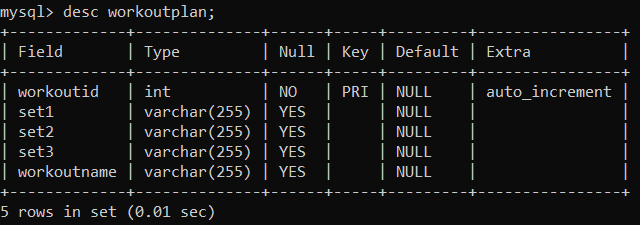 mysql> desc workoutplan;
+-------------+--------------+------+-----+---------+----------------+
| Field       | Type         | Null | Key | Default | Extra          |
+-------------+--------------+------+-----+---------+----------------+
| workoutid   | int          | NO   | PRI | NULL    | auto_increment |
| set1        | varchar(255) | YES  |     | NULL    |                |
| set2        | varchar(255) | YES  |     | NULL    |                |
| set3        | varchar(255) | YES  |     | NULL    |                |
| workoutname | varchar(255) | YES  |     | NULL    |                |
+-------------+--------------+------+-----+---------+----------------+
5 rows in set (0.01 sec)